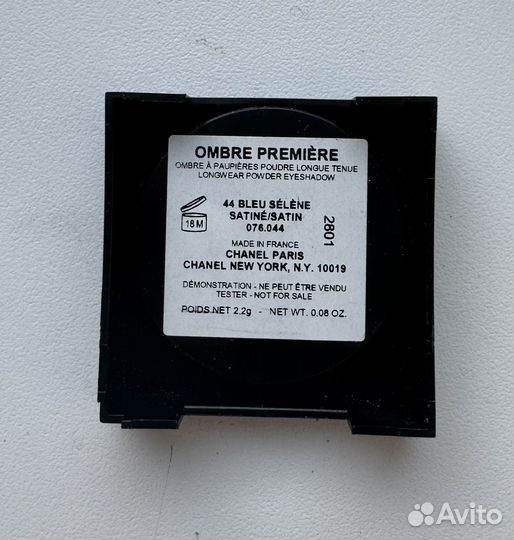 OMBRE PREMIÈRE
OMBRE À PAUPIÈRES POUDRE LONGUE TENUE
LONGWEAR POWDER EYESHADOW
44 BLEU SÉLÈNE
SATINÉ/SATIN
076.044
18M
2801
MADE IN FRANCE
CHANEL PARIS
CHANEL NEW YORK, N.Y. 10019
DÉMONSTRATION - NE PEUT ÊTRE VENDU
TESTER - NOT FOR SALE
POIDS NET 2,2g - NET WT. 0.08 OZ.
Avito